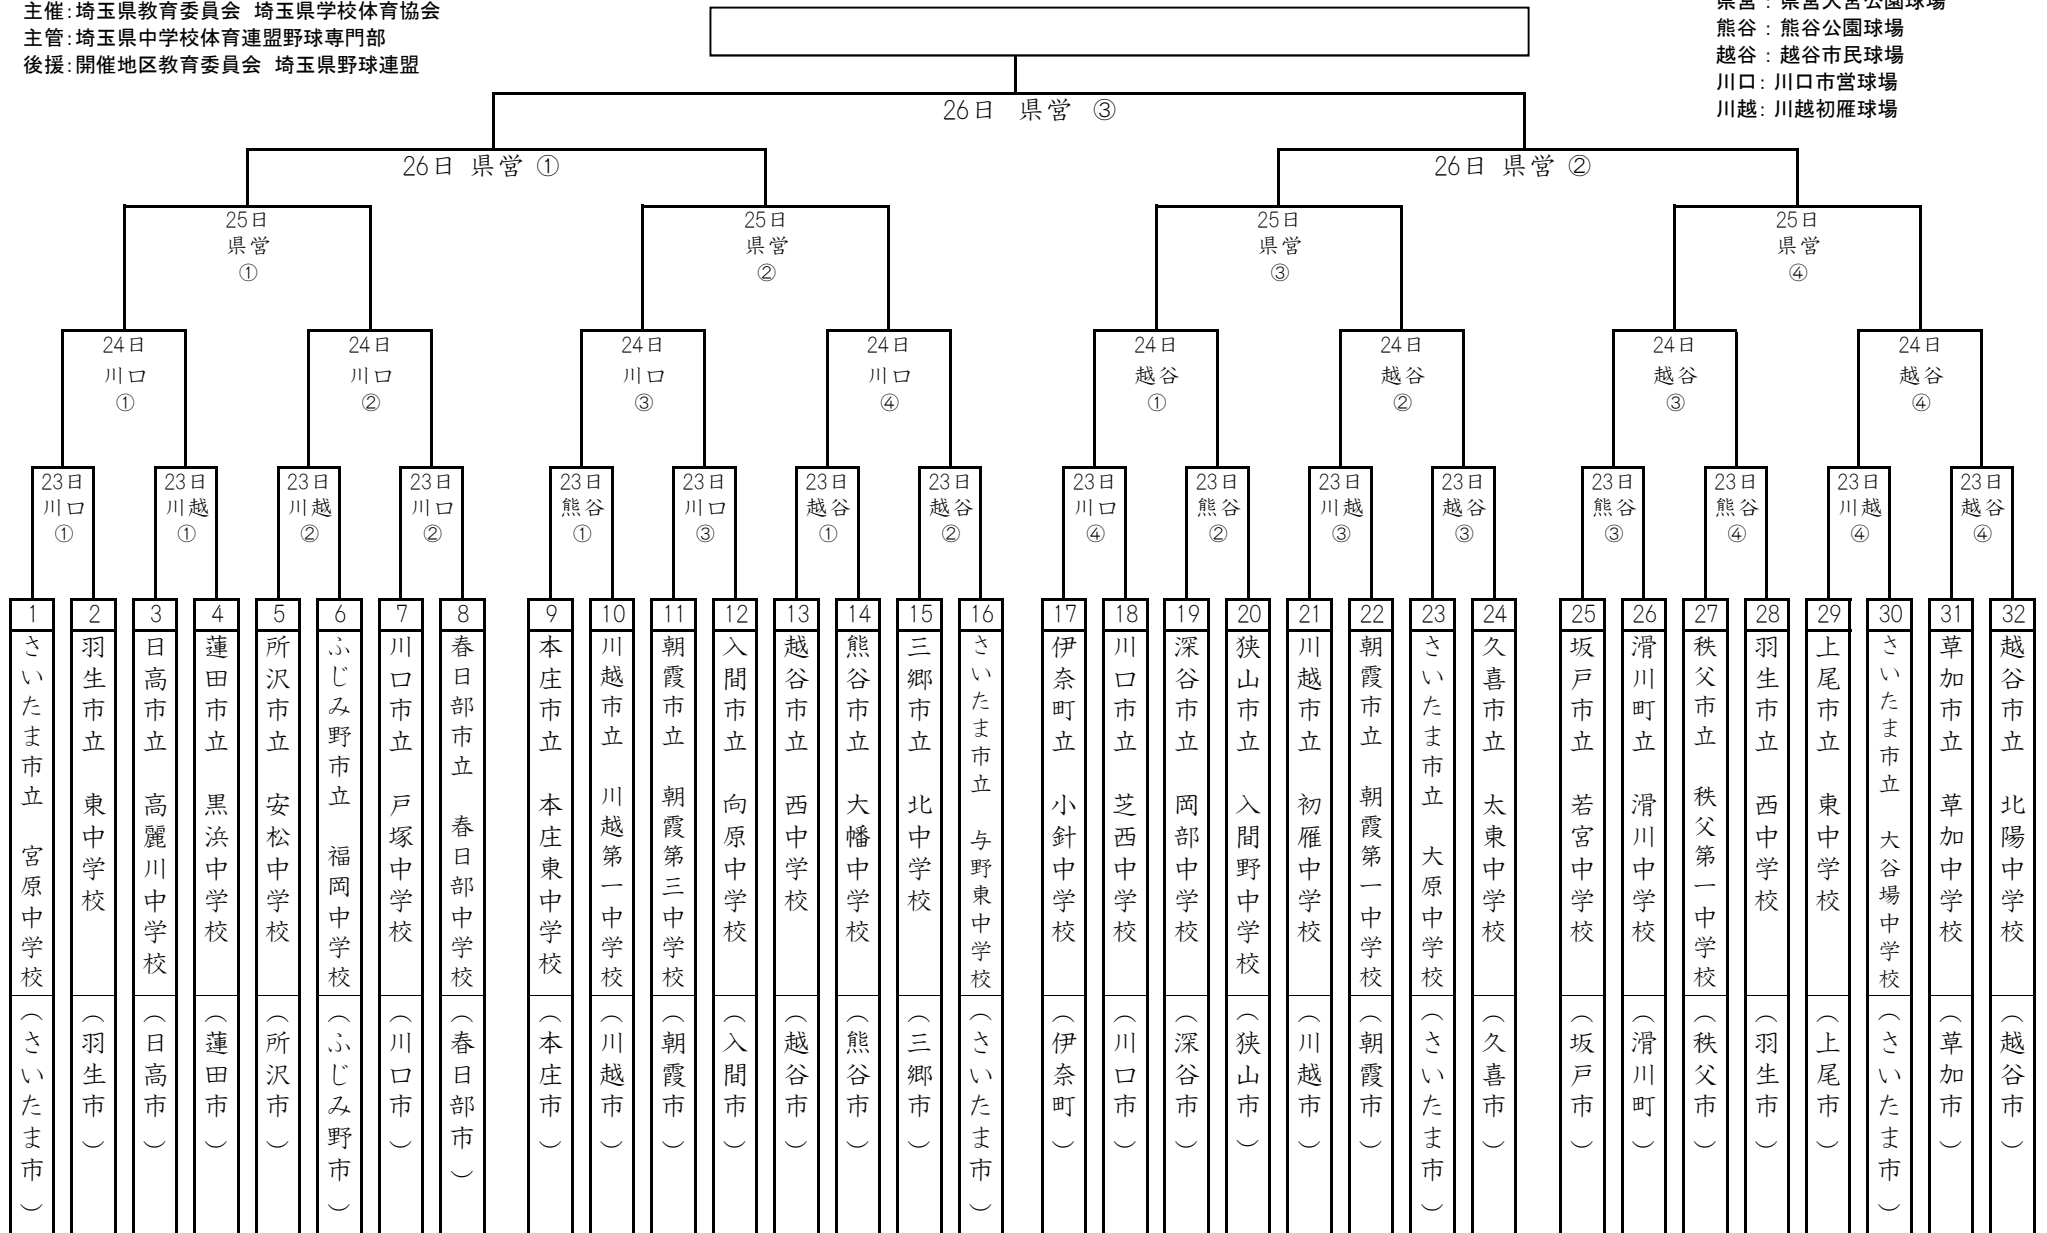 主催:埼玉県教育委員会 埼玉県学校体育協会
主管:埼玉県中学校体育連盟野球専門部
後援:開催地区教育委員会 埼玉県野球連盟
県営：県営大宮公園球場
熊谷：熊谷公園球場
越谷：越谷市民球場
川口：川口市営球場
川越：川越初雁球場
26日 県営 ③
26日 県営 ①
26日 県営 ②
25日
県営
①
25日
県営
②
25日
県営
③
25日
県営
④
24日
川口
①
24日
川口
②
24日
川口
③
24日
川口
④
24日
越谷
①
24日
越谷
②
24日
越谷
③
24日
越谷
④
23日
川口
①
23日
川越
①
23日
川越
②
23日
川口
②
23日
熊谷
①
23日
川口
③
23日
越谷
①
23日
越谷
②
23日
川口
④
23日
熊谷
②
23日
川越
③
23日
越谷
③
23日
熊谷
③
23日
熊谷
④
23日
川越
④
23日
越谷
④
1 さいたま市立 宮原中学校 （さいたま市）
2 羽生市立 東中学校 （羽生市）
3 日高市立 高麗川中学校 （日高市）
4 蓮田市立 黒浜中学校 （蓮田市）
5 所沢市立 安松中学校 （所沢市）
6 ふじみ野市立 福岡中学校 （ふじみ野市）
7 川口市立 戸塚中学校 （川口市）
8 春日部市立 春日部中学校 （春日部市）
9 本庄市立 本庄東中学校 （本庄市）
10 川越市立 川越第一中学校 （川越市）
11 朝霞市立 朝霞第三中学校 （朝霞市）
12 入間市立 向原中学校 （入間市）
13 越谷市立 西中学校 （越谷市）
14 熊谷市立 大幡中学校 （熊谷市）
15 三郷市立 北中学校 （三郷市）
16 さいたま市立 与野東中学校 （さいたま市）
17 伊奈町立 小針中学校 （伊奈町）
18 川口市立 芝西中学校 （川口市）
19 深谷市立 岡部中学校 （深谷市）
20 狭山市立 入間野中学校 （狭山市）
21 川越市立 初雁中学校 （川越市）
22 朝霞市立 朝霞第一中学校 （朝霞市）
23 さいたま市立 大原中学校 （さいたま市）
24 久喜市立 太東中学校 （久喜市）
25 坂戸市立 若宮中学校 （坂戸市）
26 滑川町立 滑川中学校 （滑川町）
27 秩父市立 秩父第一中学校 （秩父市）
28 羽生市立 西中学校 （羽生市）
29 上尾市立 東中学校 （上尾市）
30 さいたま市立 大谷場中学校 （さいたま市）
31 草加市立 草加中学校 （草加市）
32 越谷市立 北陽中学校 （越谷市）